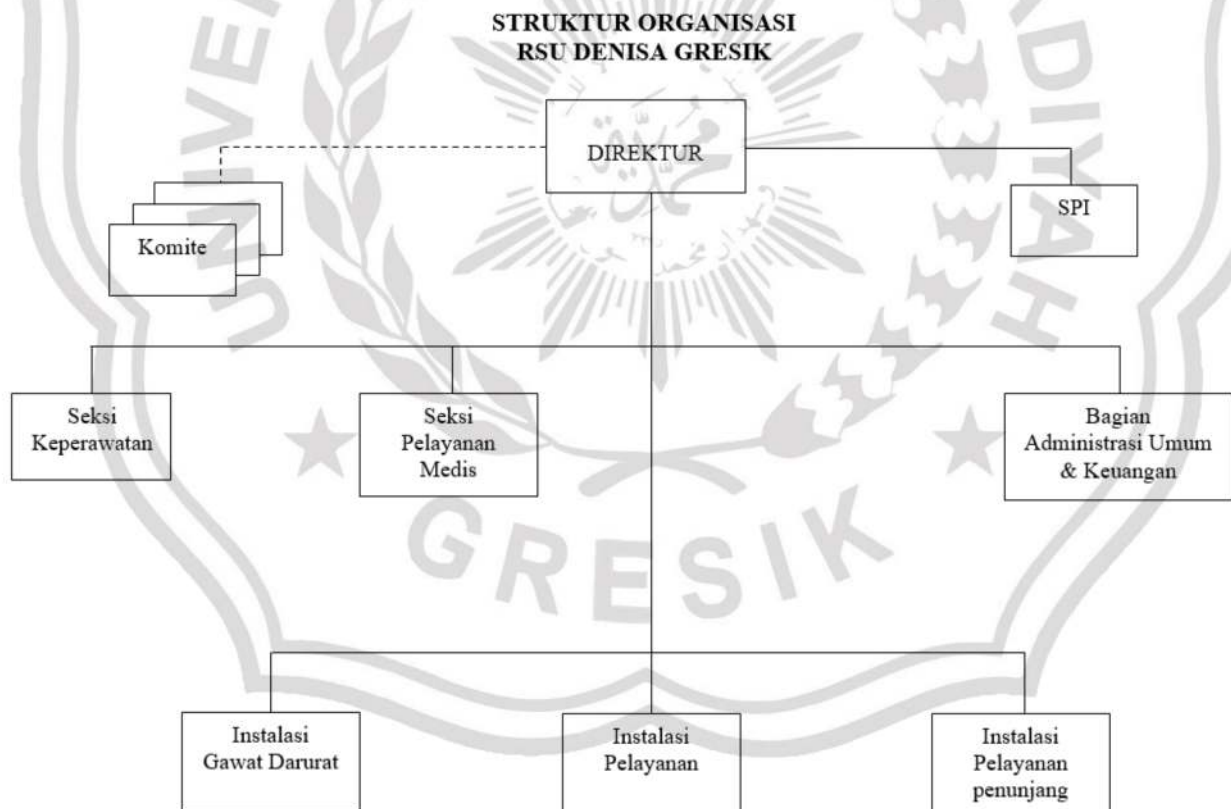 STRUKTUR ORGANISASI
RSU DENISA GRESIK
DIREKTUR
Komite
SPI
Seksi
Keperawatan
Seksi
Pelayanan
Medis
Bagian
Administrasi Umum
& Keuangan
GRESIK
Instalasi
Gawat Darurat
Instalasi
Pelayanan
Instalasi
Pelayanan
penunjang